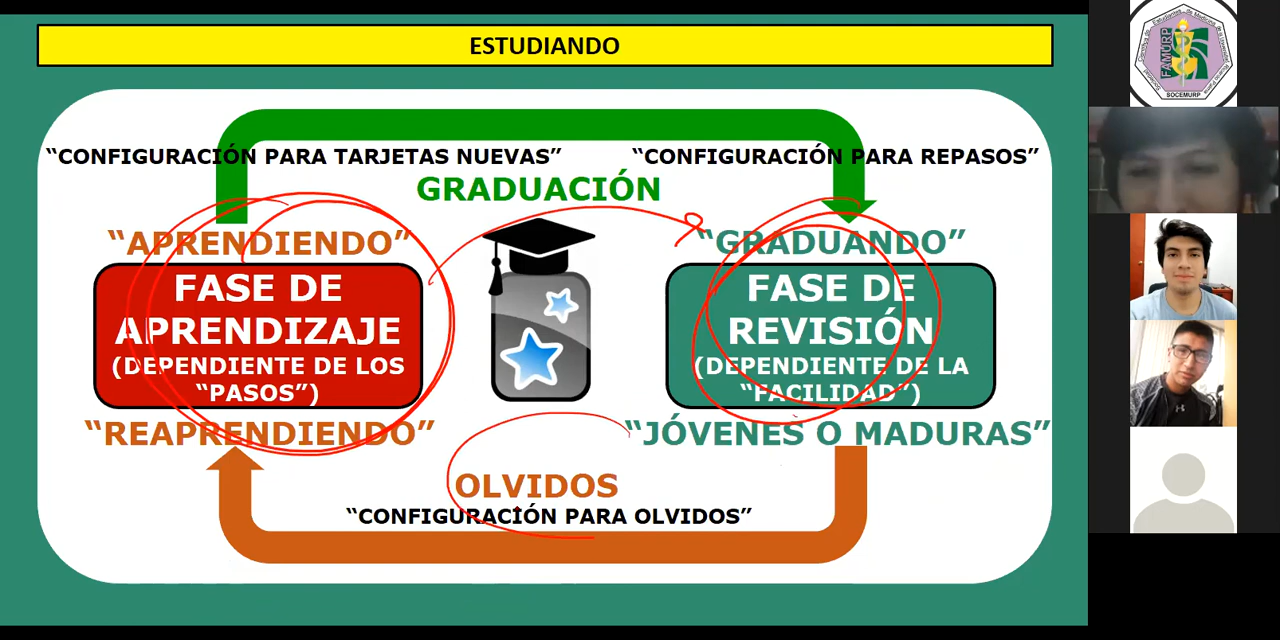 ESTUDIANDO
“CONFIGURACIÓN PARA TARJETAS NUEVAS”
“CONFIGURACIÓN PARA REPASOS”
GRADUACIÓN
“APRENDIENDO”
“GRADUANDO”
FASE DE
APRENDIZAJE
(DEPENDIENTE DE LOS
“PASOS”)
FASE DE
REVISIÓN
(DEPENDIENTE DE LA
“FACILIDAD”)
“REAPRENDIENDO”
“JÓVENES O MADURAS”
OLVIDOS
“CONFIGURACIÓN PARA OLVIDOS”
FAMURP
SOCEMURP